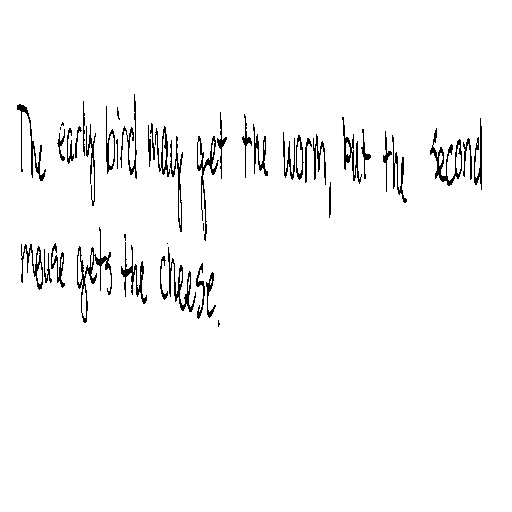 The early bird may get the worm, but the second
mouse gets the cheese.